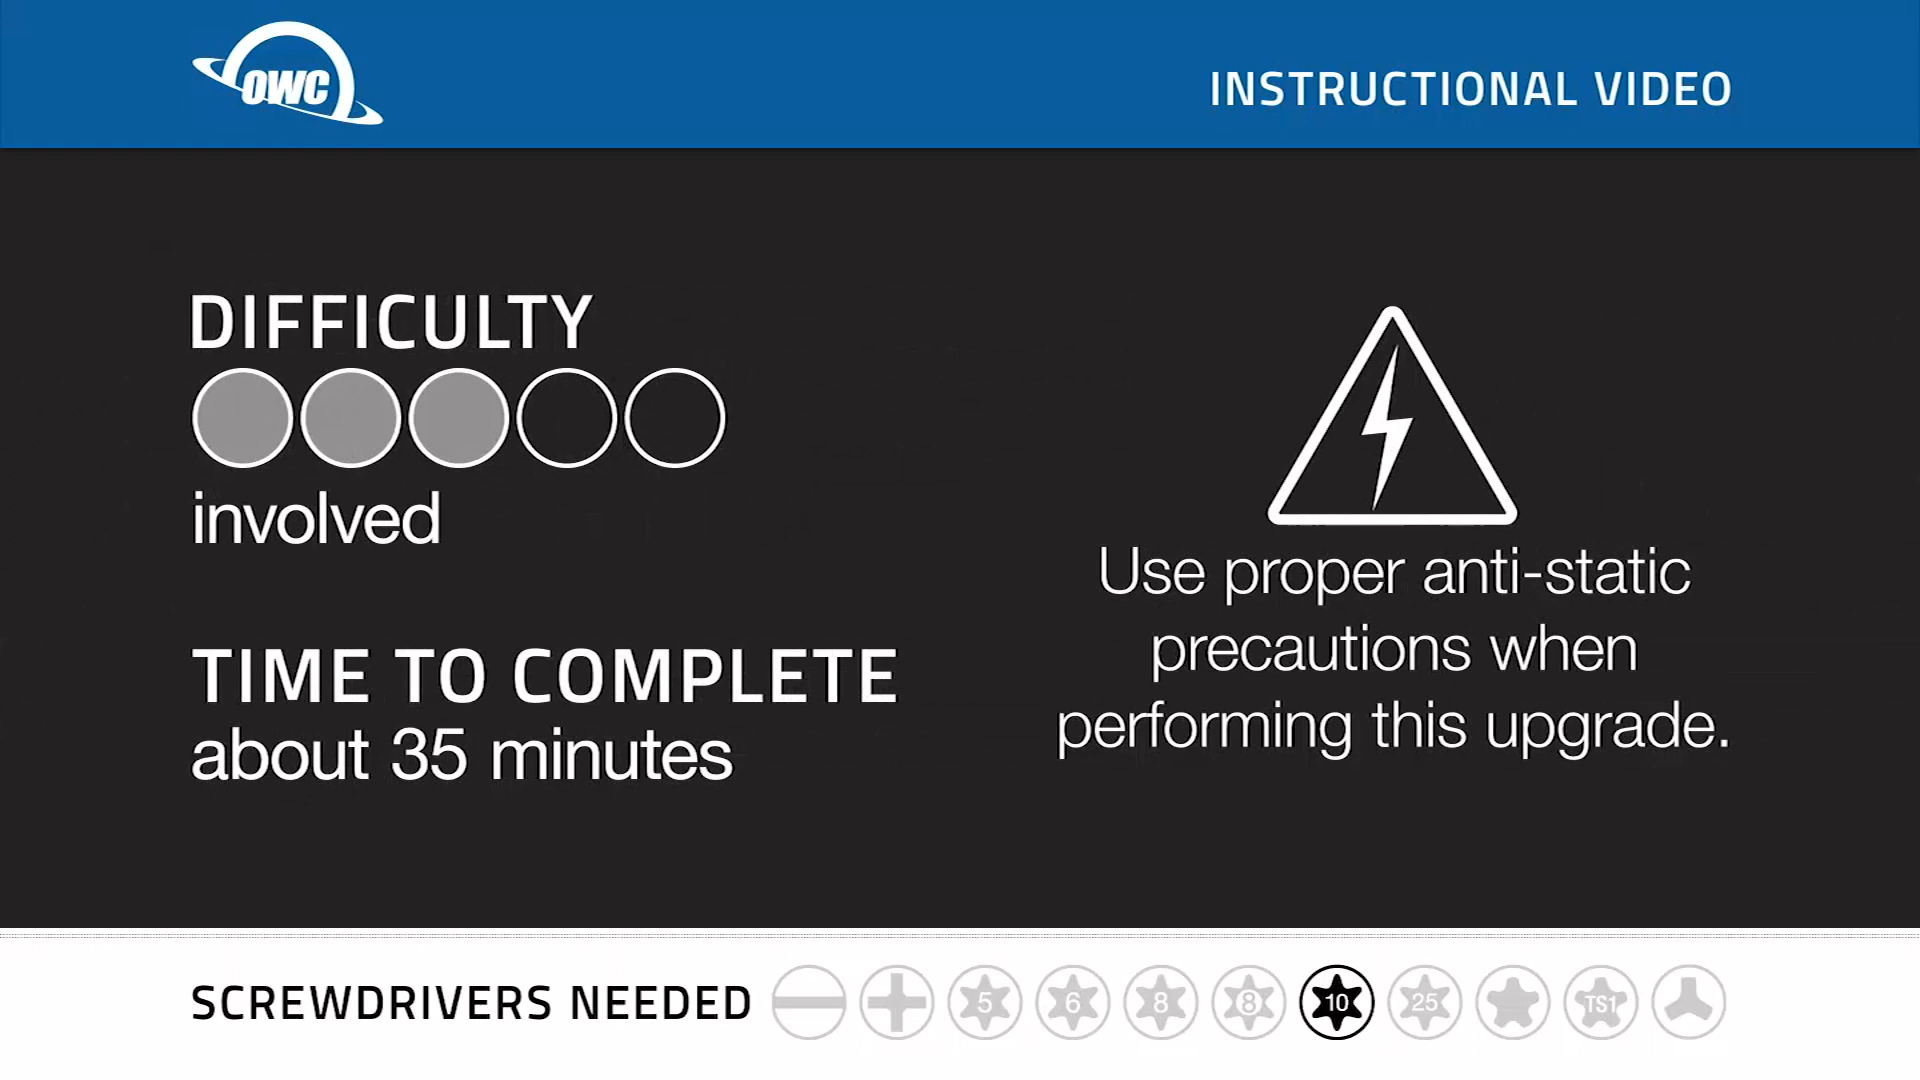 OWC
INSTRUCTIONAL VIDEO
DIFFICULTY
involved
TIME TO COMPLETE
about 35 minutes
Use proper anti-static
precautions when
performing this upgrade.
SCREWDRIVERS NEEDED 5 6 8 8 10 25 TS1